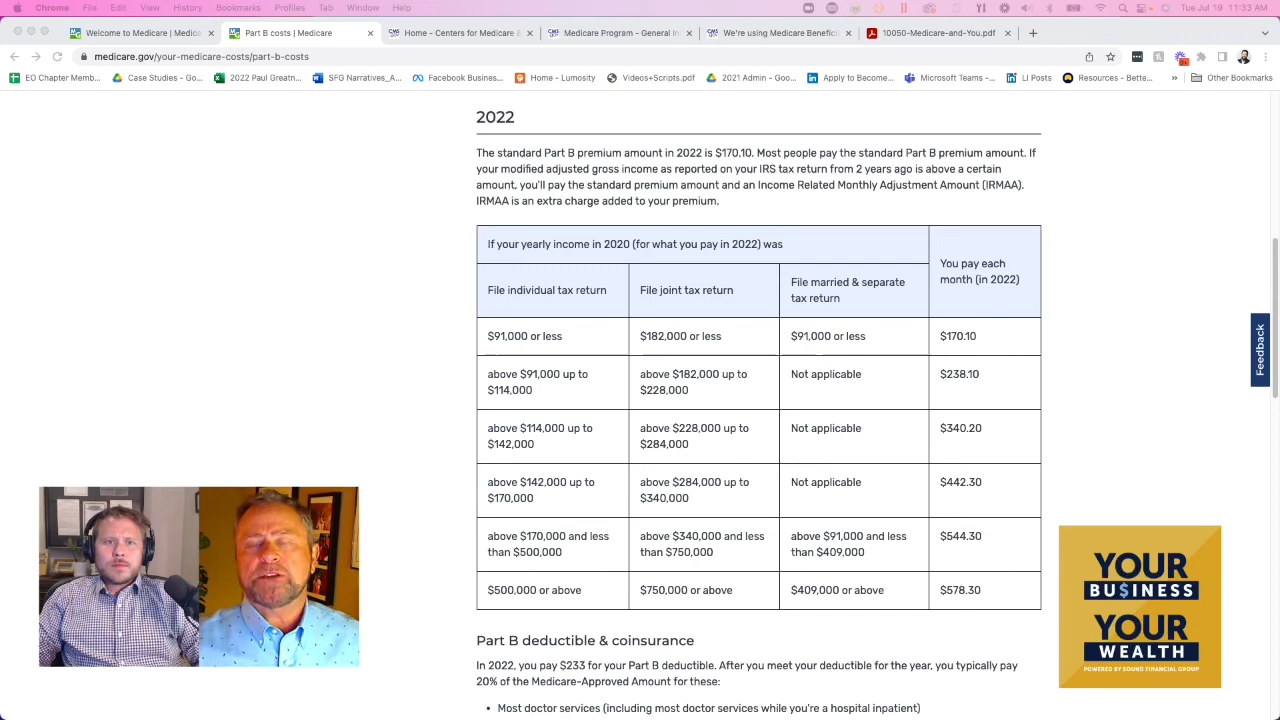 Chrome File Edit View History Bookmarks Profiles Tab Window Help Tue Jul 19 11:33 AM
Welcome to Medicare | Medica Part B costs | Medicare Home - Centers for Medicare & Medicare Program - General In We're using Medicare Benefici 10050-Medicare-and-You.pdf
medicare.gov/your-medicare-costs/part-b-costs
EO Chapter Memb... Case Studies - Go... 2022 Paul Greatn... SFG Narratives_A... Facebook Busines... Home - Lumosity Videos+Scripts.pdf 2021 Admin - Goo... Apply to Become... Microsoft Teams -... LI Posts Resources - Bette... » Other Bookmarks
2022
The standard Part B premium amount in 2022 is $170.10. Most people pay the standard Part B premium amount. If
your modified adjusted gross income as reported on your IRS tax return from 2 years ago is above a certain
amount, you'll pay the standard premium amount and an Income Related Monthly Adjustment Amount (IRMAA).
IRMAA is an extra charge added to your premium.
If your yearly income in 2020 (for what you pay in 2022) was
You pay each
month (in 2022)
File individual tax return
File joint tax return
File married & separate
tax return
$91,000 or less
$182,000 or less
$91,000 or less
$170.10
above $91,000 up to
$114,000
above $182,000 up to
$228,000
Not applicable
$238.10
above $114,000 up to
$142,000
above $228,000 up to
$284,000
Not applicable
$340.20
above $142,000 up to
$170,000
above $284,000 up to
$340,000
Not applicable
$442.30
above $170,000 and less
than $500,000
above $340,000 and less
than $750,000
above $91,000 and less
than $409,000
$544.30
$500,000 or above
$750,000 or above
$409,000 or above
$578.30
Part B deductible & coinsurance
In 2022, you pay $233 for your Part B deductible. After you meet your deductible for the year, you typically pay
20% of the Medicare-Approved Amount for these:
• Most doctor services (including most doctor services while you're a hospital inpatient)
Feedback
YOUR
BU$INESS
YOUR
WEALTH
POWERED BY SOUND FINANCIAL GROUP